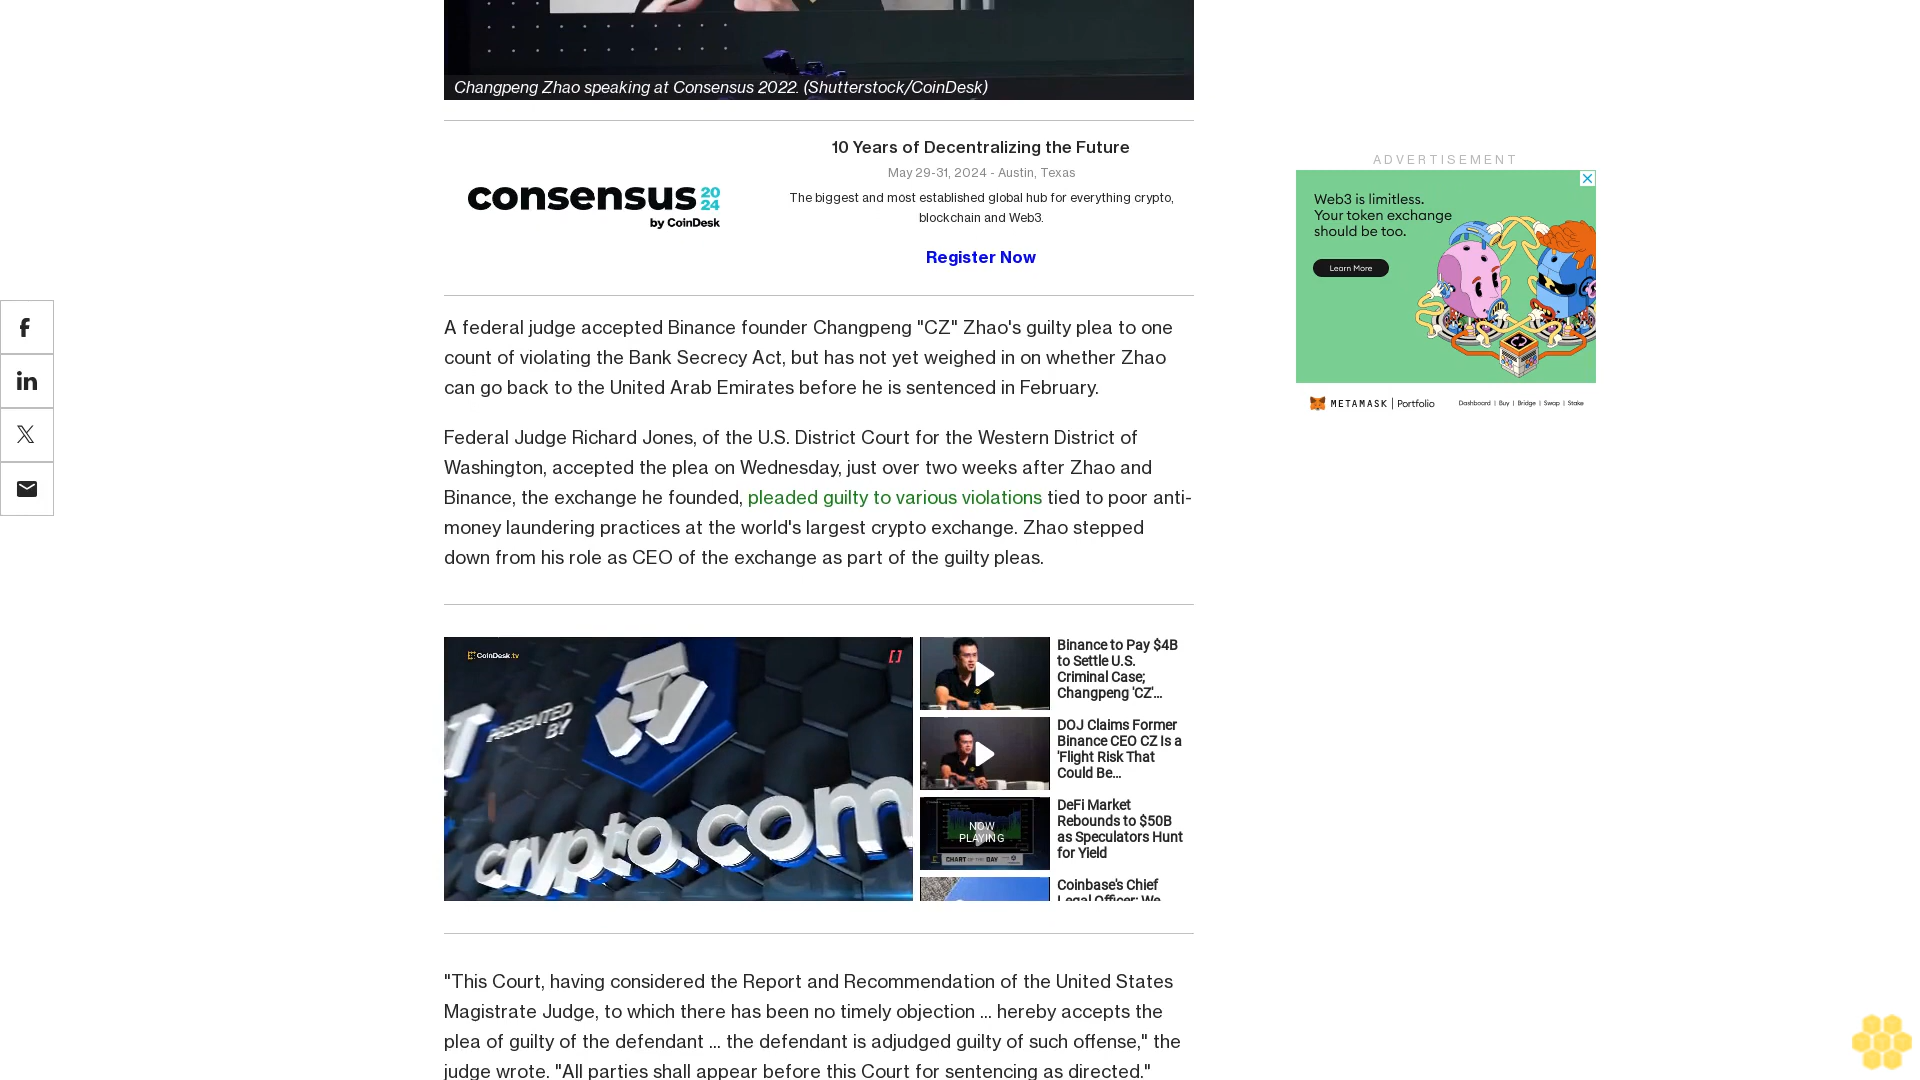 Changpeng Zhao speaking at Consensus 2022. (Shutterstock/CoinDesk)
consensus 2024
by CoinDesk
10 Years of Decentralizing the Future
May 29-31, 2024 - Austin, Texas
The biggest and most established global hub for everything crypto,
blockchain and Web3.
Register Now
A federal judge accepted Binance founder Changpeng "CZ" Zhao's guilty plea to one
count of violating the Bank Secrecy Act, but has not yet weighed in on whether Zhao
can go back to the United Arab Emirates before he is sentenced in February.
Federal Judge Richard Jones, of the U.S. District Court for the Western District of
Washington, accepted the plea on Wednesday, just over two weeks after Zhao and
Binance, the exchange he founded, pleaded guilty to various violations tied to poor anti-
money laundering practices at the world's largest crypto exchange. Zhao stepped
down from his role as CEO of the exchange as part of the guilty pleas.
CoinDesk.tv
PRESENTED
BY
crypto.com
Binance to Pay $4B
to Settle U.S.
Criminal Case;
Changpeng 'CZ'...
DOJ Claims Former
Binance CEO CZ Is a
'Flight Risk That
Could Be...
NOW
PLAYING
CHART OF THE DAY
DeFi Market
Rebounds to $50B
as Speculators Hunt
for Yield
Coinbase's Chief
Legal Officer: We
"This Court, having considered the Report and Recommendation of the United States
Magistrate Judge, to which there has been no timely objection ... hereby accepts the
plea of guilty of the defendant ... the defendant is adjudged guilty of such offense," the
judge wrote. "All parties shall appear before this Court for sentencing as directed."
ADVERTISEMENT
Web3 is limitless.
Your token exchange
should be too.
Learn More
METAMASK | Portfolio
Dashboard | Buy | Bridge | Swap | Stake